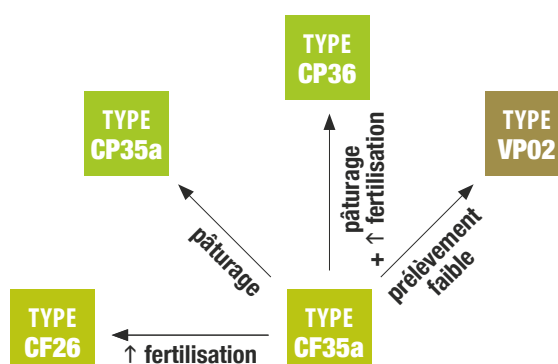 TYPE
CP36
TYPE
CP35a
TYPE
VP02
pâturage
+ ↑ fertilisation
pâturage
prélèvement
faible
TYPE
CF26
↑ fertilisation
TYPE
CF35a